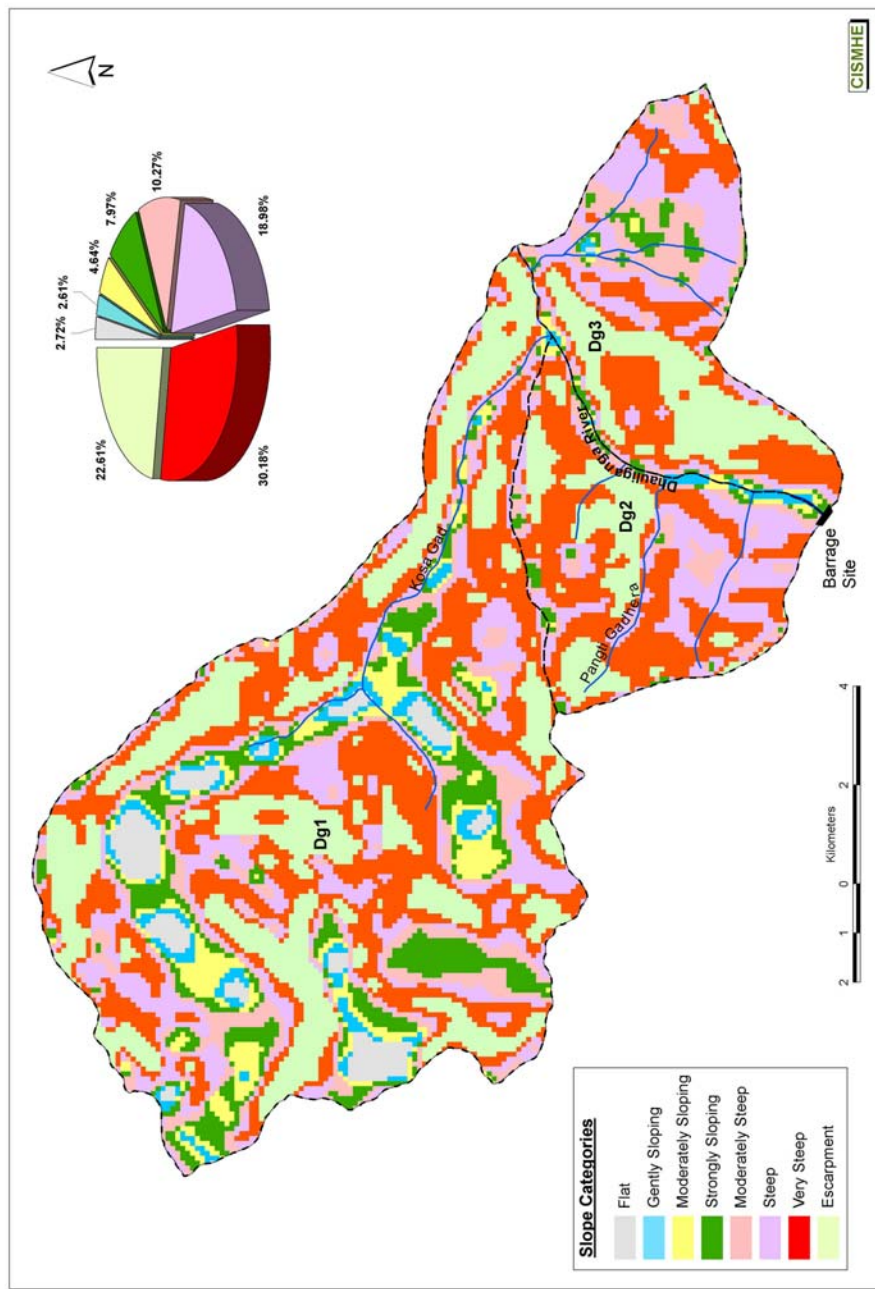 N
2.72%
2.61%
4.64%
7.97%
10.27%
18.98%
22.61%
30.18%
Dg1
Kosa Gad
Dg2
Pangti Gadhera
Dhauliganga River
Dg3
Barrage
Site
Slope Categories
Flat
Gently Sloping
Moderately Sloping
Strongly Sloping
Moderately Steep
Steep
Very Steep
Escarpment
2 1 0 2 4
Kilometers
CISMHE